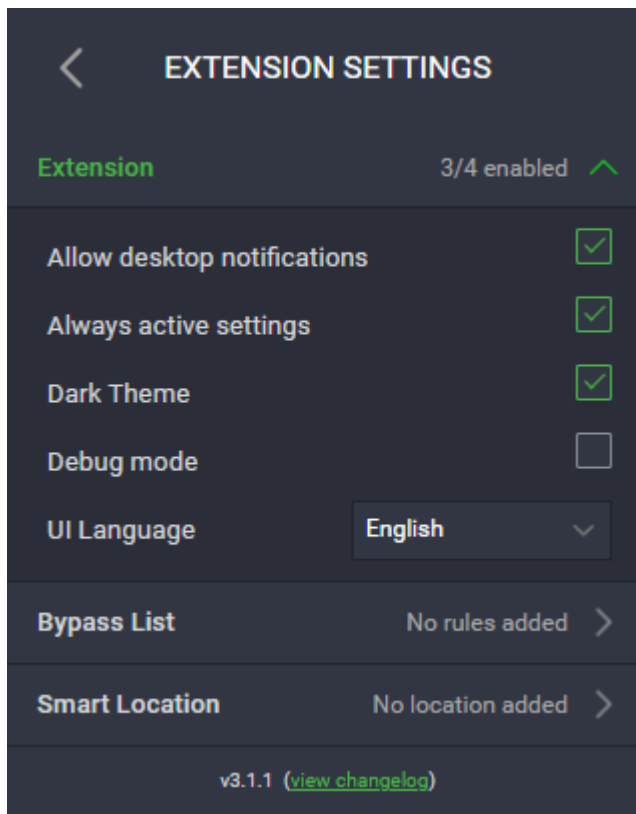 EXTENSION SETTINGS
Extension 3/4 enabled
Allow desktop notifications
Always active settings
Dark Theme
Debug mode
UI Language English
Bypass List No rules added
Smart Location No location added
v3.1.1 (view changelog)